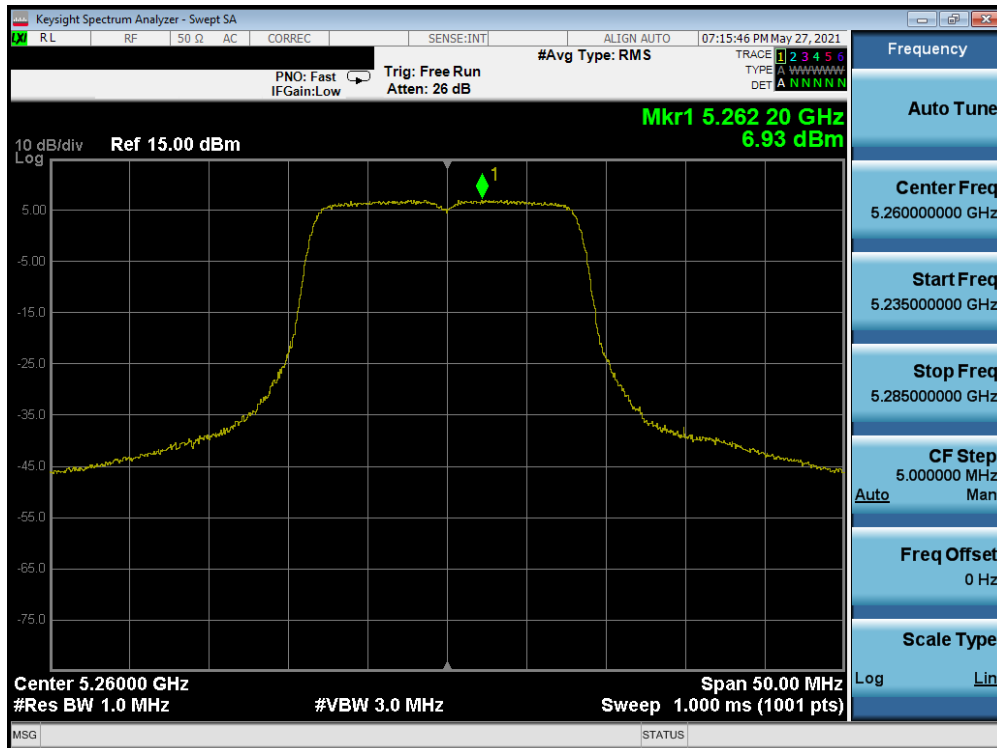 Keysight Spectrum Analyzer - Swept SA
LXI RL RF 50 Ω AC CORREC SENSE:INT ALIGN AUTO 07:15:46 PM May 27, 2021
Frequency
#Avg Type: RMS
TRACE 1 2 3 4 5 6
PNO: Fast Trig: Free Run
TYPE A WWWWW
IFGain:Low Atten: 26 dB
DET A N N N N N
Auto Tune
Mkr1 5.262 20 GHz
6.93 dBm
10 dB/div Ref 15.00 dBm
Log
1
5.00
-5.00
-15.0
-25.0
-35.0
-45.0
-55.0
-65.0
-75.0
Center Freq
5.260000000 GHz
Start Freq
5.235000000 GHz
Stop Freq
5.285000000 GHz
CF Step
5.000000 MHz
Auto Man
Freq Offset
0 Hz
Scale Type
Log Lin
Center 5.26000 GHz Span 50.00 MHz
#Res BW 1.0 MHz #VBW 3.0 MHz Sweep 1.000 ms (1001 pts)
MSG STATUS